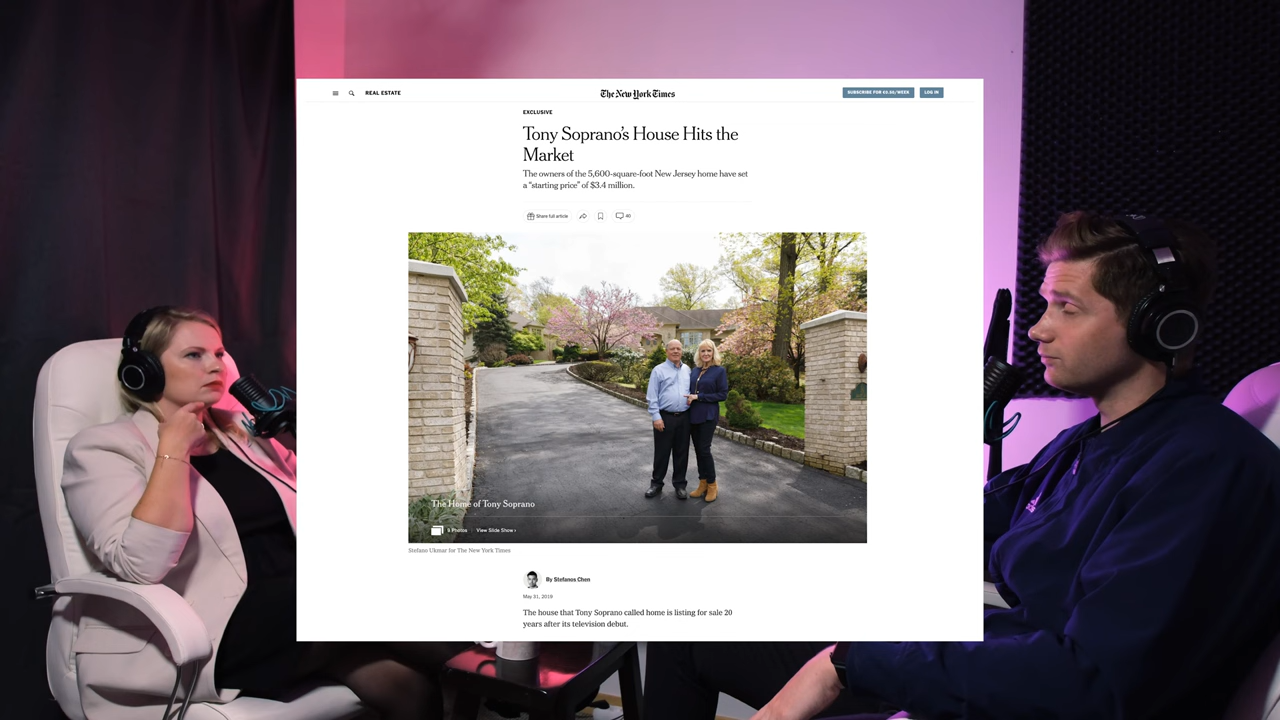 REAL ESTATE
The New York Times
SUBSCRIBE FOR €0.50/WEEK
LOG IN
EXCLUSIVE
Tony Soprano's House Hits the
Market
The owners of the 5,600-square-foot New Jersey home have set
a “starting price” of $3.4 million.
Share full article
40
The Home of Tony Soprano
9 Photos
View Slide Show ›
Stefano Ukmar for The New York Times
By Stefanos Chen
May 31, 2019
The house that Tony Soprano called home is listing for sale 20
years after its television debut.